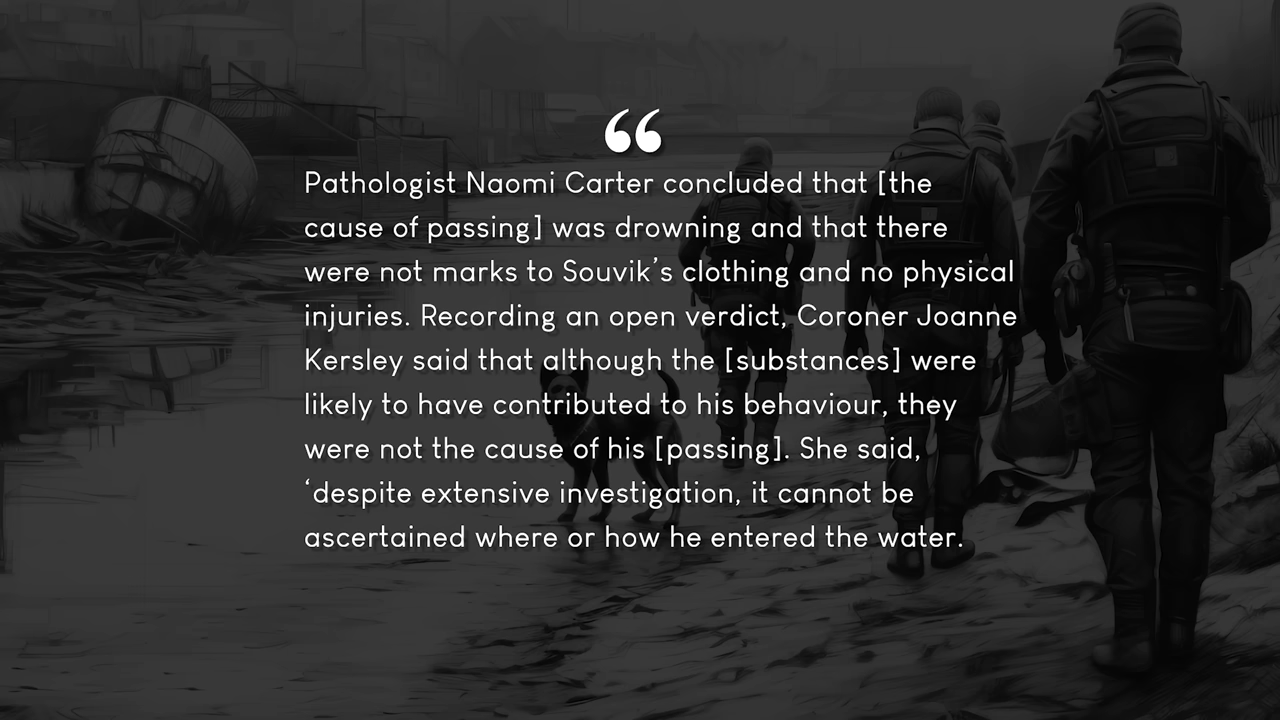 “
Pathologist Naomi Carter concluded that [the
cause of passing] was drowning and that there
were not marks to Souvik’s clothing and no physical
injuries. Recording an open verdict, Coroner Joanne
Kersley said that although the [substances] were
likely to have contributed to his behaviour, they
were not the cause of his [passing]. She said,
‘despite extensive investigation, it cannot be
ascertained where or how he entered the water.